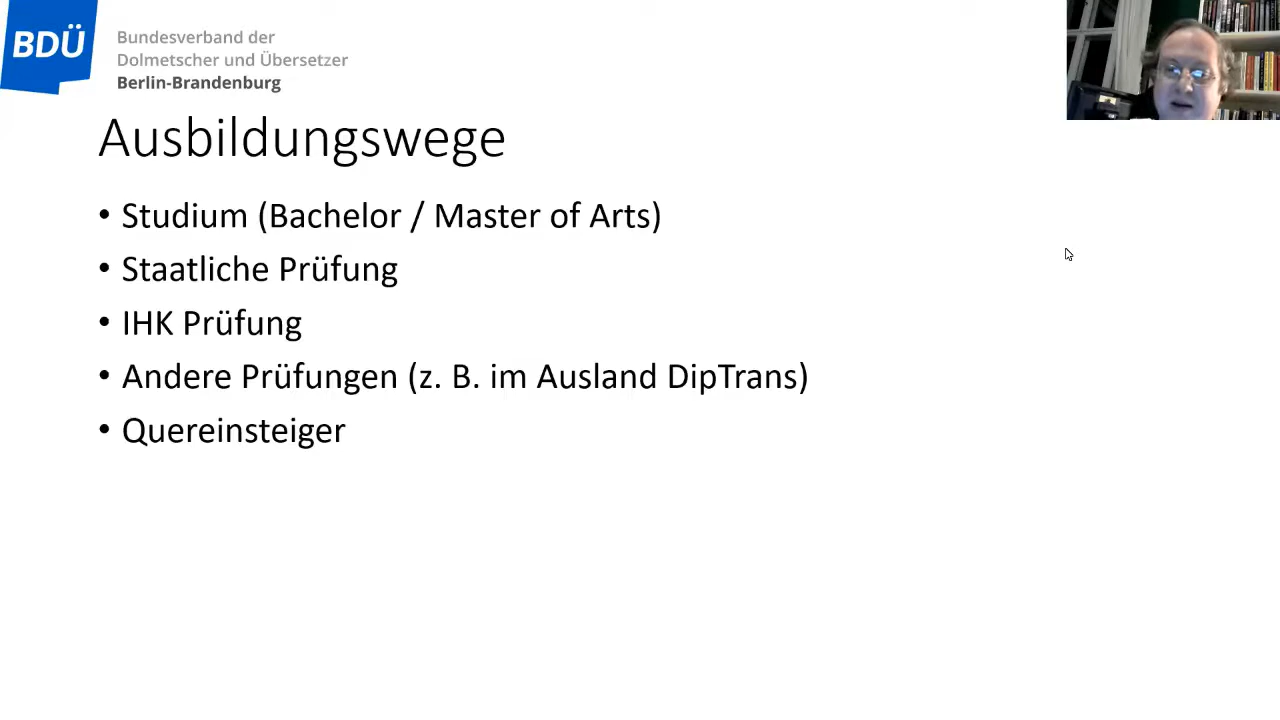 BDÜ
Bundesverband der
Dolmetscher und Übersetzer
Berlin-Brandenburg
Ausbildungswege
• Studium (Bachelor / Master of Arts)
• Staatliche Prüfung
• IHK Prüfung
• Andere Prüfungen (z. B. im Ausland DipTrans)
• Quereinsteiger